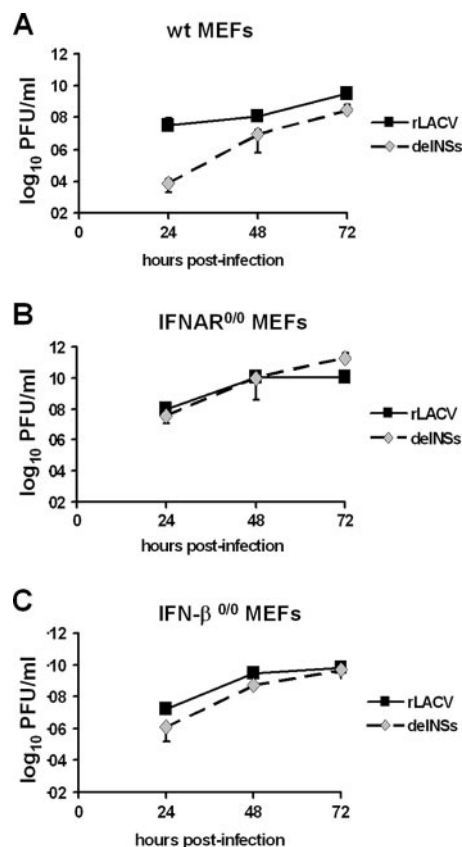 A
wt MEFs
log10 PFU/ml
12
10
08
06
04
02
0
24
48
72
hours post-infection
rLACV
delNSs
B
IFNAR0/0 MEFs
log10 PFU/ml
12
10
08
06
04
02
0
24
48
72
hours post-infection
rLACV
delNSs
C
IFN-β 0/0 MEFs
log10 PFU/ml
12
10
08
06
04
02
0
24
48
72
hours post-infection
rLACV
delNSs